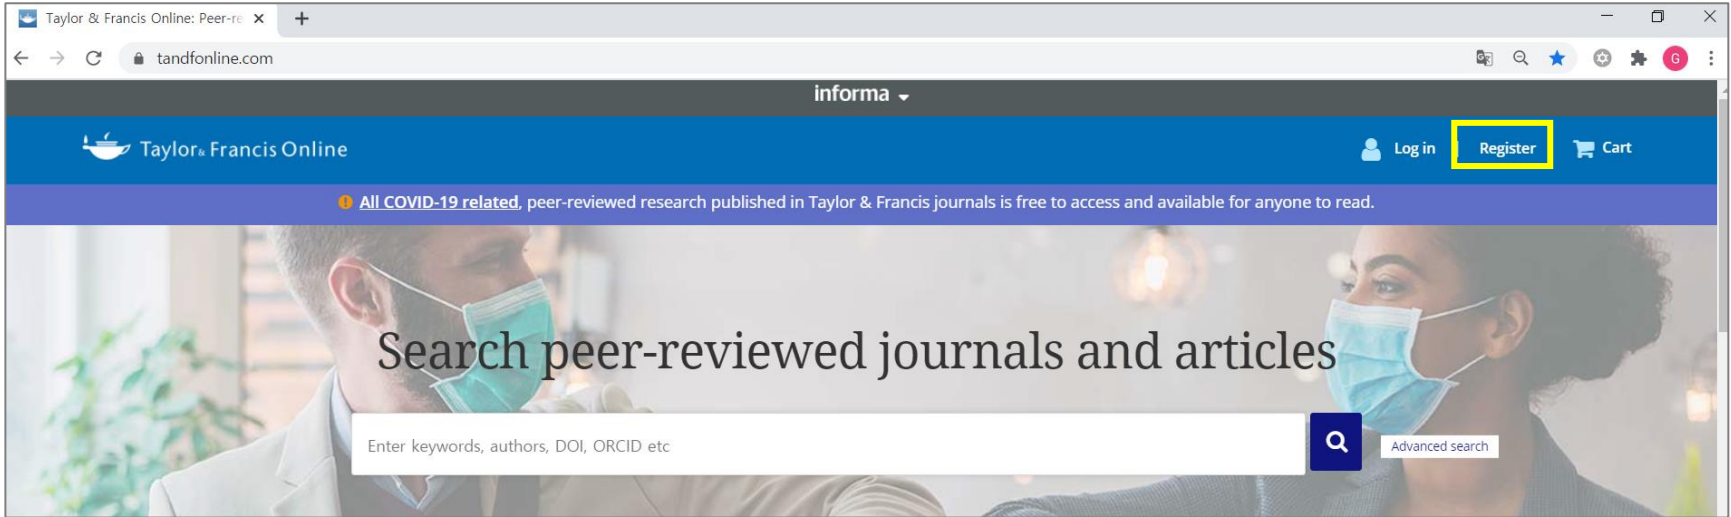 Taylor & Francis Online: Peer-re
tandfonline.com
G
informa
Taylor & Francis Online
Log in
Register
Cart
All COVID-19 related, peer-reviewed research published in Taylor & Francis journals is free to access and available for anyone to read.
Search peer-reviewed journals and articles
Enter keywords, authors, DOI, ORCID etc
Advanced search